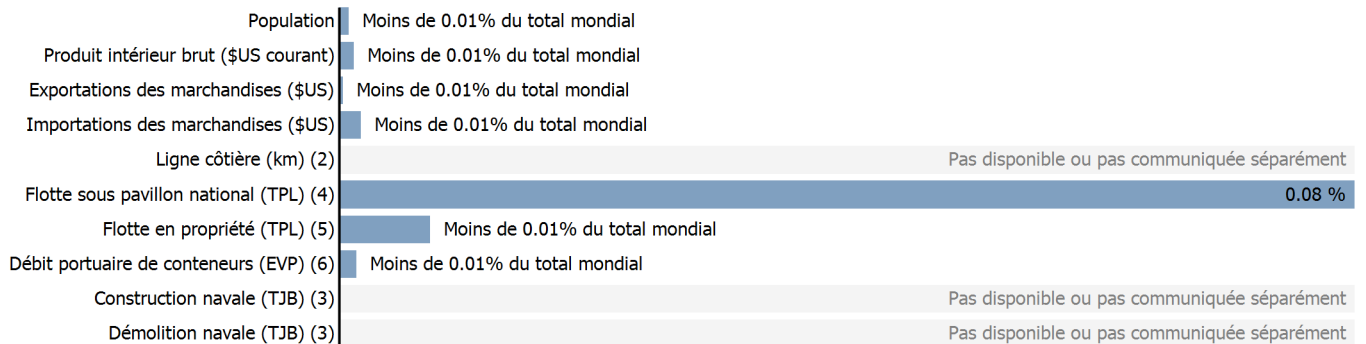 Population Moins de 0.01% du total mondial
Produit intérieur brut ($US courant) Moins de 0.01% du total mondial
Exportations des marchandises ($US) Moins de 0.01% du total mondial
Importations des marchandises ($US) Moins de 0.01% du total mondial
Ligne côtière (km) (2) Pas disponible ou pas communiquée séparément
Flotte sous pavillon national (TPL) (4) 0.08 %
Flotte en propriété (TPL) (5) Moins de 0.01% du total mondial
Débit portuaire de conteneurs (EVP) (6) Moins de 0.01% du total mondial
Construction navale (TJB) (3) Pas disponible ou pas communiquée séparément
Démolition navale (TJB) (3) Pas disponible ou pas communiquée séparément